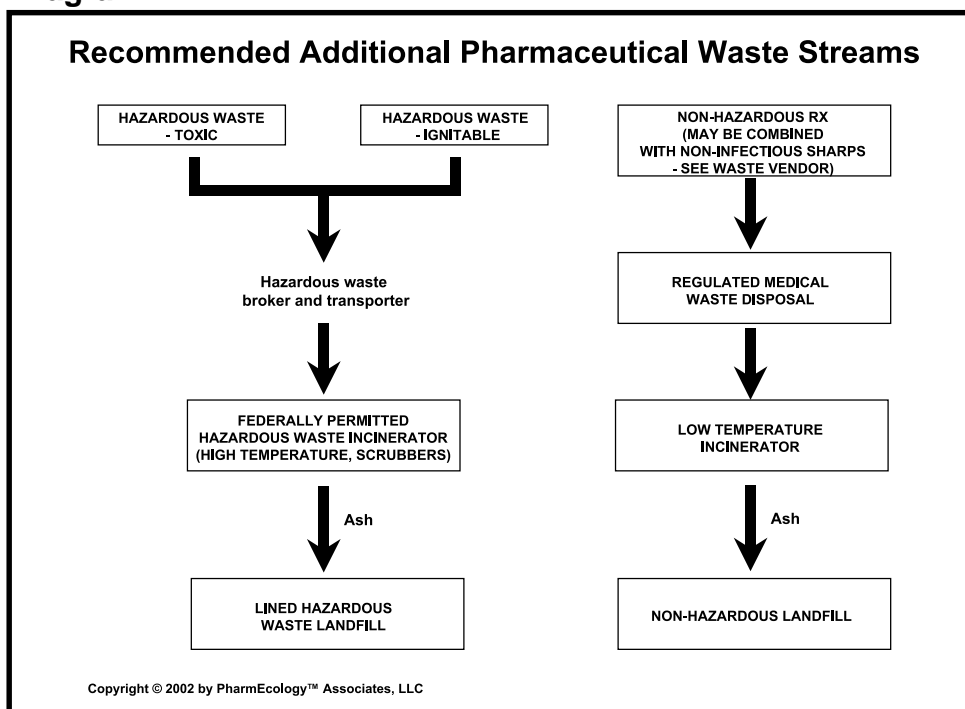 Recommended Additional Pharmaceutical Waste Streams
HAZARDOUS WASTE
- TOXIC
HAZARDOUS WASTE
- IGNITABLE
Hazardous waste
broker and transporter
FEDERALLY PERMITTED
HAZARDOUS WASTE INCINERATOR
(HIGH TEMPERATURE, SCRUBBERS)
Ash
LINED HAZARDOUS
WASTE LANDFILL
NON-HAZARDOUS RX
(MAY BE COMBINED
WITH NON-INFECTIOUS SHARPS
- SEE WASTE VENDOR)
REGULATED MEDICAL
WASTE DISPOSAL
LOW TEMPERATURE
INCINERATOR
Ash
NON-HAZARDOUS LANDFILL
Copyright © 2002 by PharmEcology™ Associates, LLC